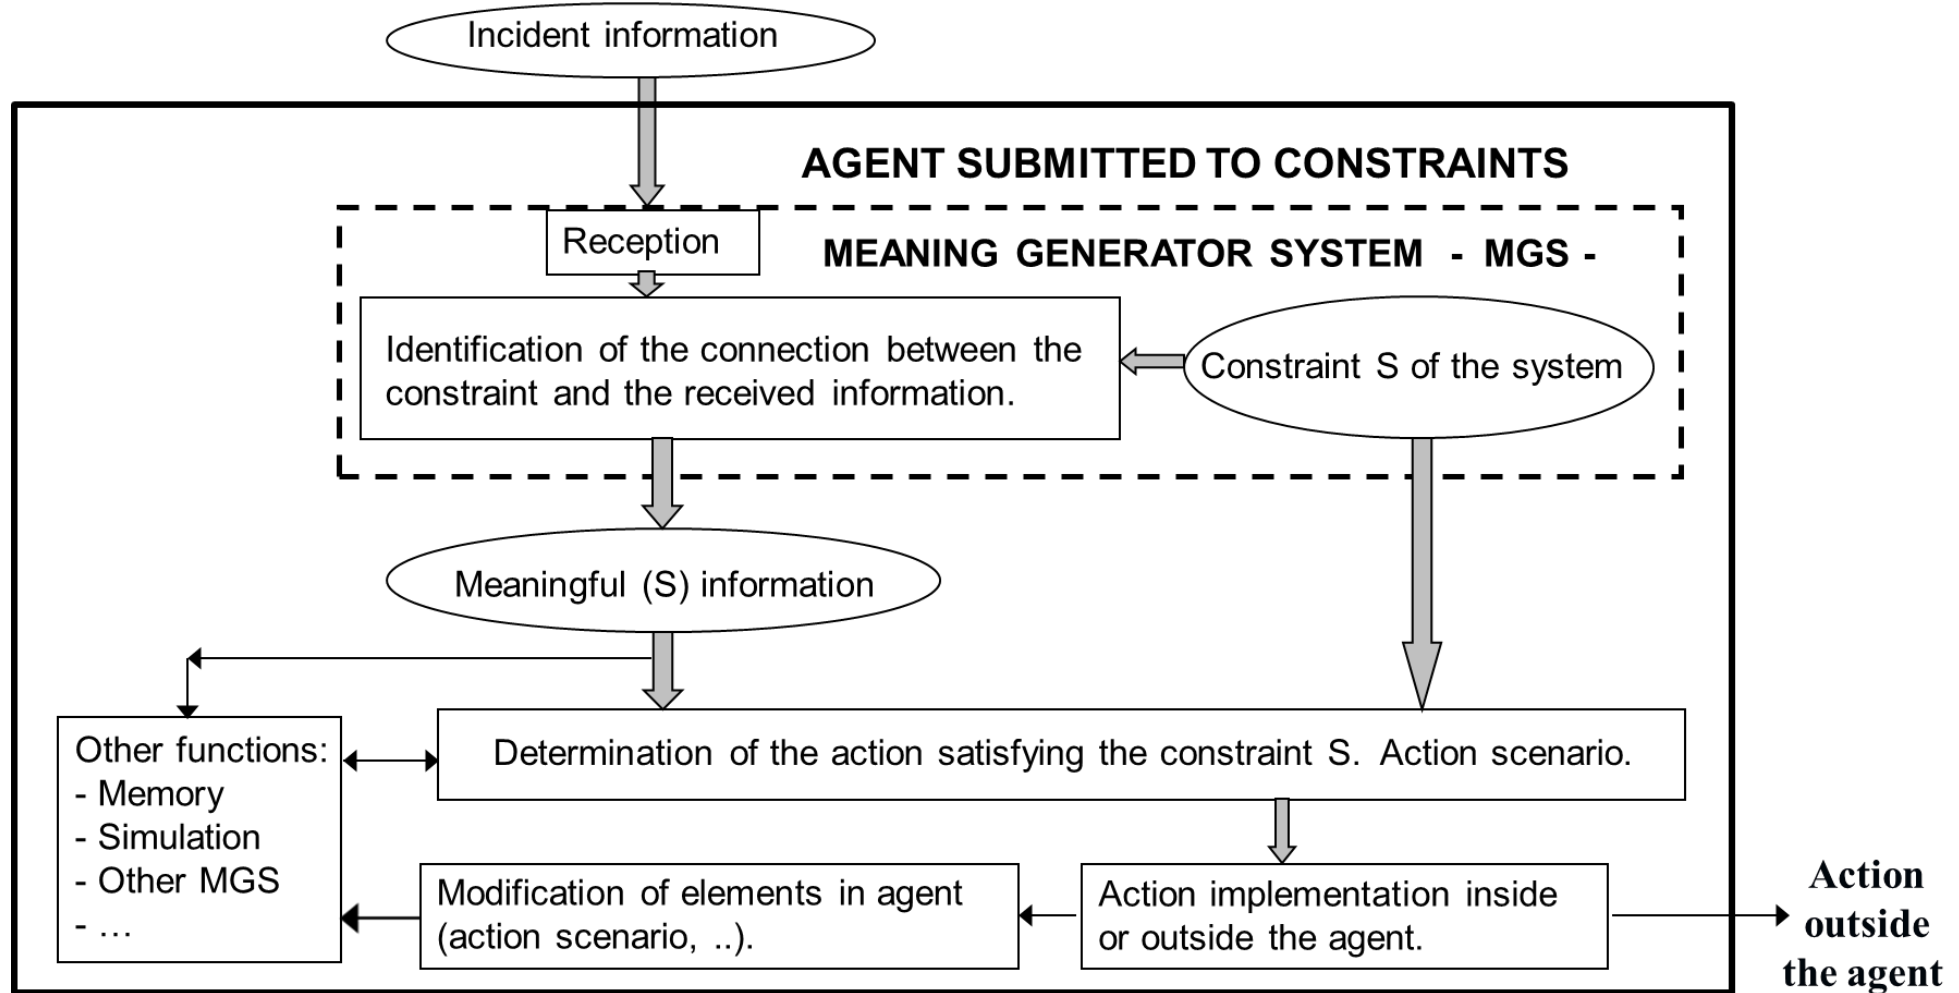 Incident information
AGENT SUBMITTED TO CONSTRAINTS
Reception
MEANING GENERATOR SYSTEM - MGS -
Identification of the connection between the
constraint and the received information.
Constraint S of the system
Meaningful (S) information
Other functions:
- Memory
- Simulation
- Other MGS
- ...
Determination of the action satisfying the constraint S. Action scenario.
Modification of elements in agent
(action scenario, ..).
Action implementation inside
or outside the agent.
Action
outside
the agent